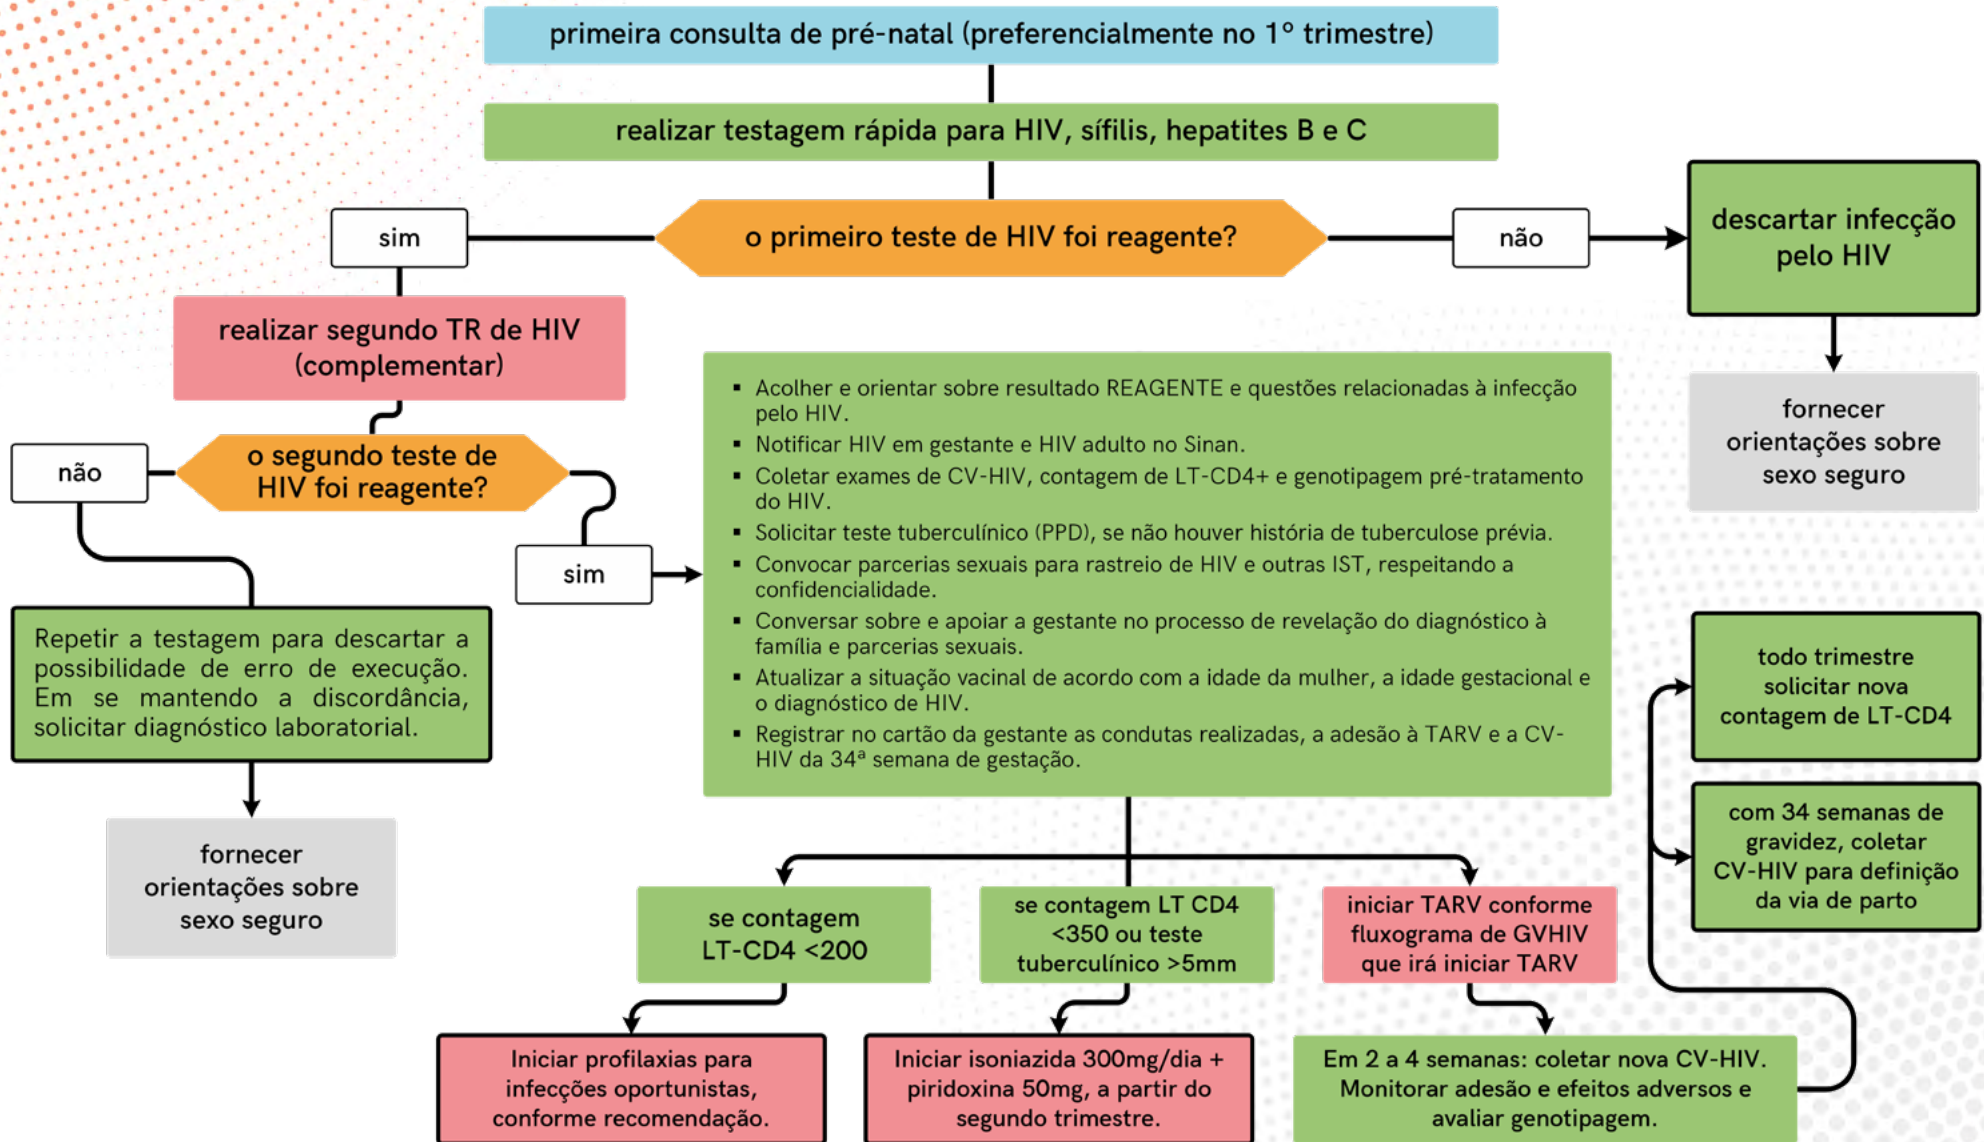 primeira consulta de pré-natal (preferencialmente no 1º trimestre)
realizar testagem rápida para HIV, sífilis, hepatites B e C
o primeiro teste de HIV foi reagente?
sim
não
descartar infecção
pelo HIV
fornecer
orientações sobre
sexo seguro
realizar segundo TR de HIV
(complementar)
o segundo teste de
HIV foi reagente?
não
sim
Repetir a testagem para descartar a
possibilidade de erro de execução.
Em se mantendo a discordância,
solicitar diagnóstico laboratorial.
fornecer
orientações sobre
sexo seguro
▪ Acolher e orientar sobre resultado REAGENTE e questões relacionadas à infecção
pelo HIV.
▪ Notificar HIV em gestante e HIV adulto no Sinan.
▪ Coletar exames de CV-HIV, contagem de LT-CD4+ e genotipagem pré-tratamento
do HIV.
▪ Solicitar teste tuberculínico (PPD), se não houver história de tuberculose prévia.
▪ Convocar parcerias sexuais para rastreio de HIV e outras IST, respeitando a
confidencialidade.
▪ Conversar sobre e apoiar a gestante no processo de revelação do diagnóstico à
família e parcerias sexuais.
▪ Atualizar a situação vacinal de acordo com a idade da mulher, a idade gestacional e
o diagnóstico de HIV.
▪ Registrar no cartão da gestante as condutas realizadas, a adesão à TARV e a CV-
HIV da 34ª semana de gestação.
se contagem
LT-CD4 <200
Iniciar profilaxias para
infecções oportunistas,
conforme recomendação.
se contagem LT CD4
<350 ou teste
tuberculínico >5mm
Iniciar isoniazida 300mg/dia +
piridoxina 50mg, a partir do
segundo trimestre.
iniciar TARV conforme
fluxograma de GVHIV
que irá iniciar TARV
Em 2 a 4 semanas: coletar nova CV-HIV.
Monitorar adesão e efeitos adversos e
avaliar genotipagem.
todo trimestre
solicitar nova
contagem de LT-CD4
com 34 semanas de
gravidez, coletar
CV-HIV para definição
da via de parto